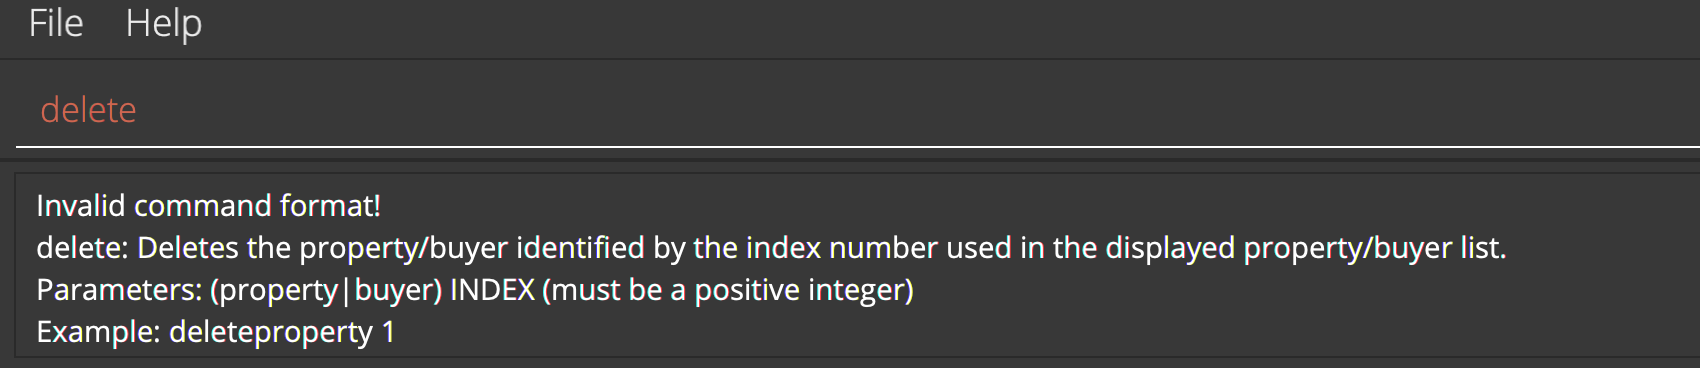 File Help
delete
Invalid command format!
delete: Deletes the property/buyer identified by the index number used in the displayed property/buyer list.
Parameters: (property|buyer) INDEX (must be a positive integer)
Example: deleteproperty 1